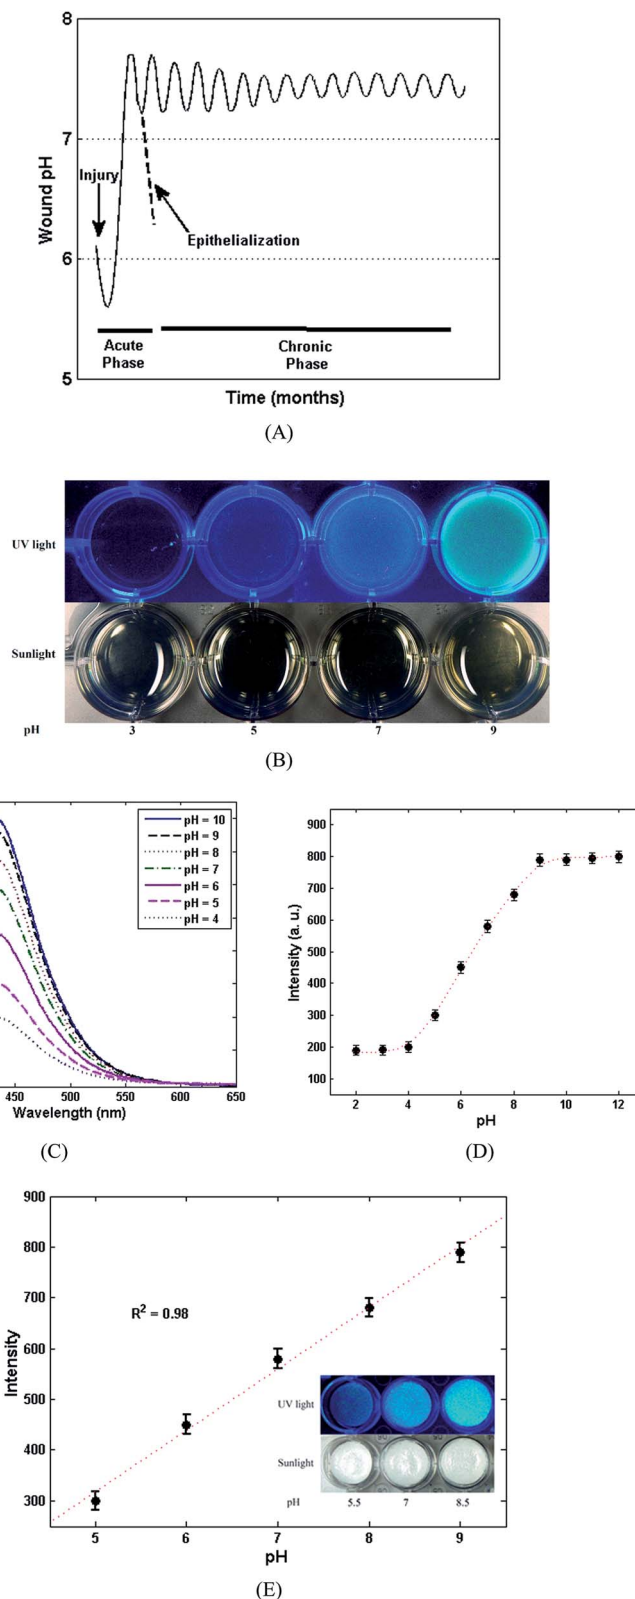 8
7
6
5
Wound pH
Injury
Epithelialization
Acute
Phase
Chronic
Phase
Time (months)
(A)
UV light
Sunlight
pH
3
5
7
9
(B)
pH = 10
pH = 9
pH = 8
pH = 7
pH = 6
pH = 5
pH = 4
450
500
550
600
650
Wavelength (nm)
(C)
900
800
700
600
500
400
300
200
100
Intensity (a. u.)
2
4
6
8
10
12
pH
(D)
900
800
700
600
500
400
300
Intensity
R² = 0.98
UV light
Sunlight
pH
5.5
7
8.5
5
6
7
8
9
pH
(E)